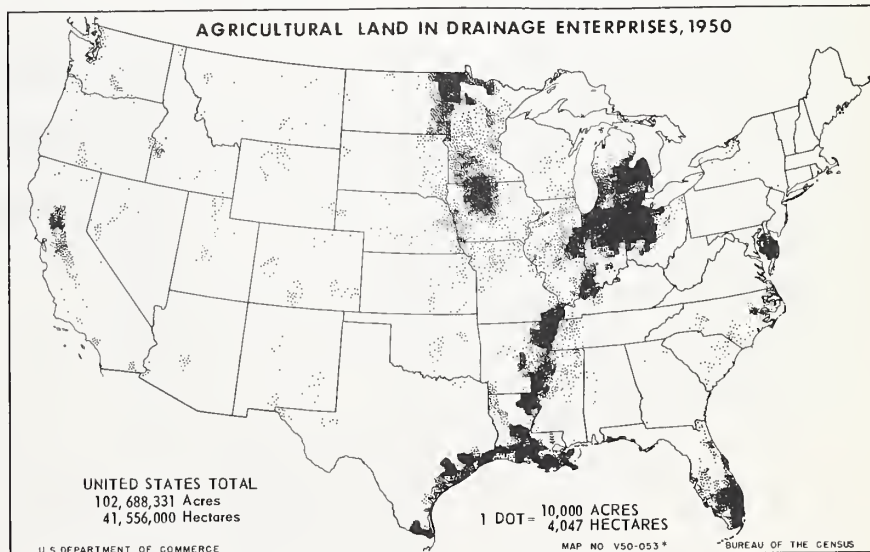 AGRICULTURAL LAND IN DRAINAGE ENTERPRISES, 1950
UNITED STATES TOTAL
102,688,331 Acres
41,556,000 Hectares
1 DOT = 10,000 ACRES
4,047 HECTARES
U.S. DEPARTMENT OF COMMERCE
MAP NO V50-053*
BUREAU OF THE CENSUS